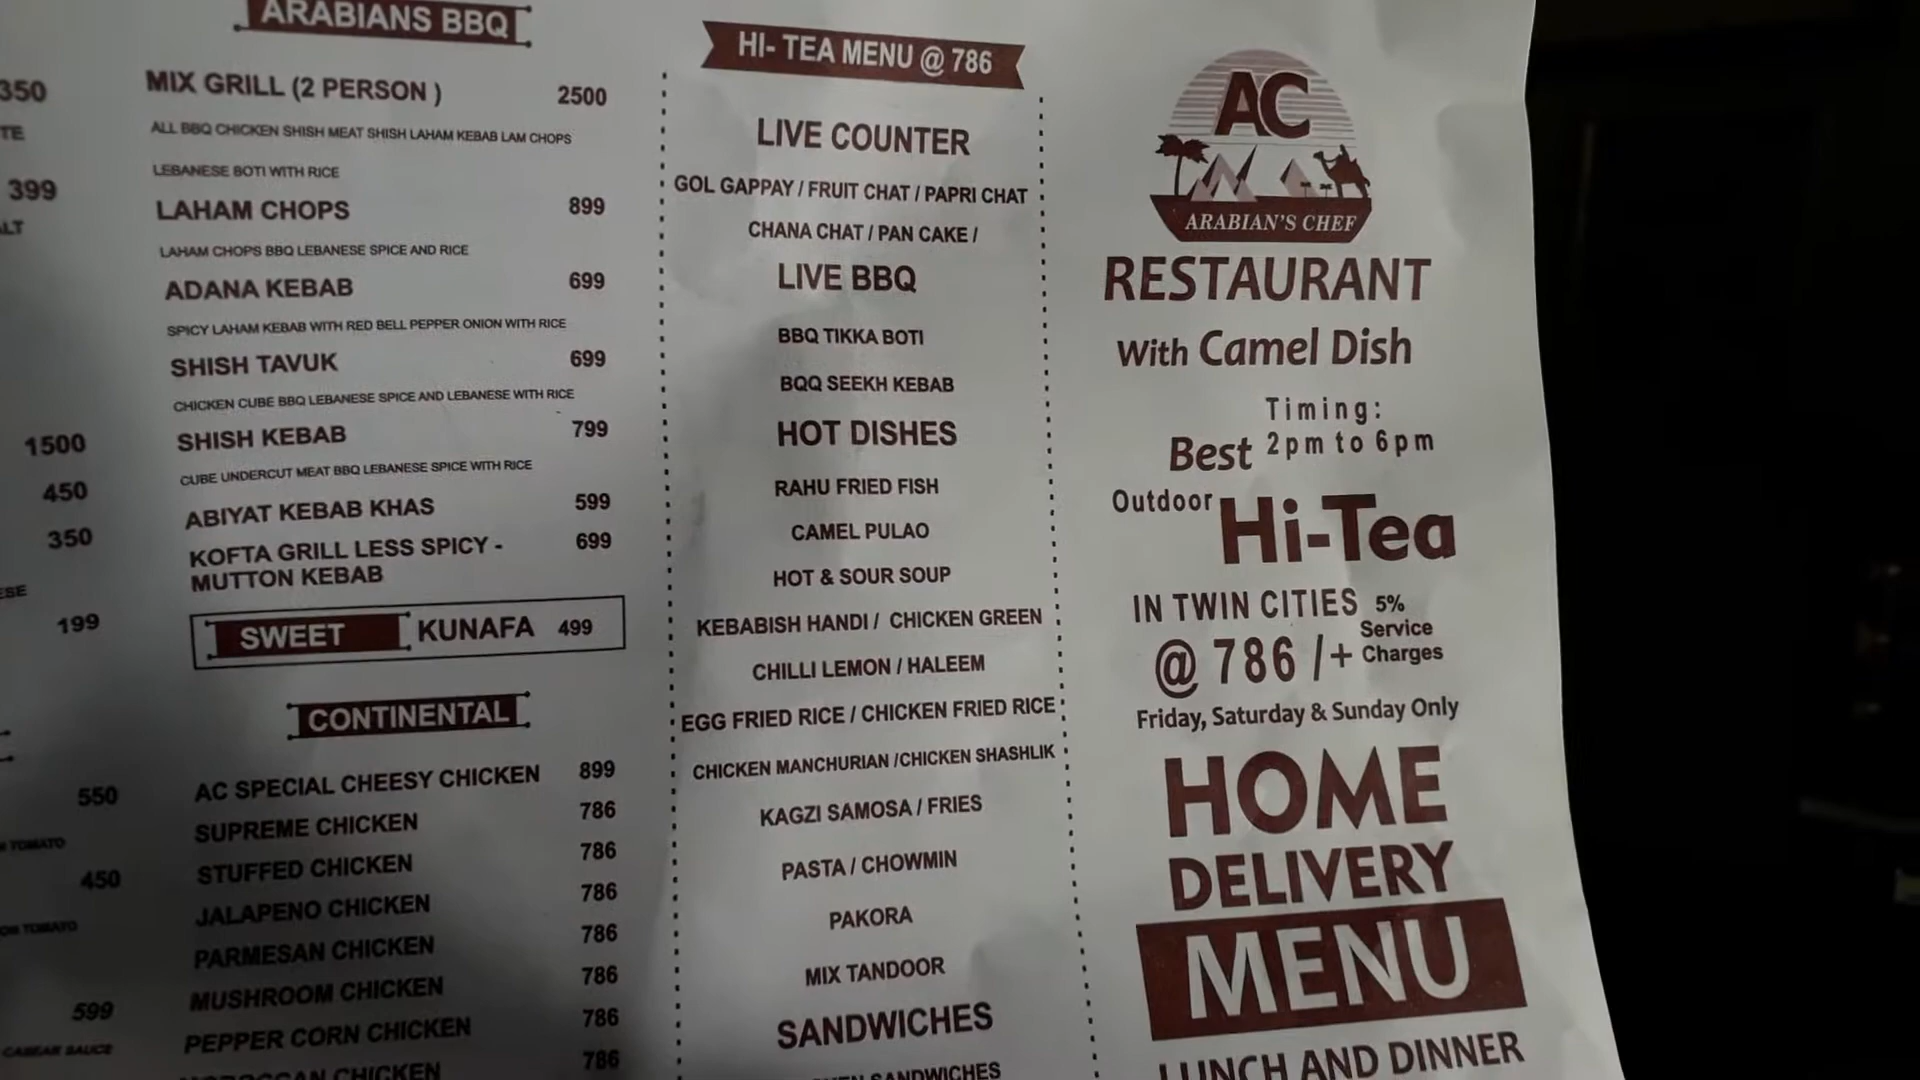 350
TE
399
ALT
1500
450
350
ESE
199
550
TOMATO
450
TOMATO
599
SAUCE
ARABIANS BBQ
MIX GRILL (2 PERSON ) 2500
ALL BBQ CHICKEN SHISH MEAT SHISH LAHAM KEBAB LAM CHOPS
LEBANESE BOTI WITH RICE
LAHAM CHOPS 899
LAHAM CHOPS BBQ LEBANESE SPICE AND RICE
ADANA KEBAB 699
SPICY LAHAM KEBAB WITH RED BELL PEPPER ONION WITH RICE
SHISH TAVUK 699
CHICKEN CUBE BBQ LEBANESE SPICE AND LEBANESE WITH RICE
SHISH KEBAB 799
CUBE UNDERCUT MEAT BBQ LEBANESE SPICE WITH RICE
ABIYAT KEBAB KHAS 599
KOFTA GRILL LESS SPICY - 699
MUTTON KEBAB
SWEET KUNAFA 499
CONTINENTAL
AC SPECIAL CHEESY CHICKEN 899
SUPREME CHICKEN 786
STUFFED CHICKEN 786
JALAPENO CHICKEN 786
PARMESAN CHICKEN 786
MUSHROOM CHICKEN 786
PEPPER CORN CHICKEN 786
MOROCCAN CHICKEN 786
HI- TEA MENU @ 786
LIVE COUNTER
GOL GAPPAY / FRUIT CHAT / PAPRI CHAT
CHANA CHAT / PAN CAKE /
LIVE BBQ
BBQ TIKKA BOTI
BQQ SEEKH KEBAB
HOT DISHES
RAHU FRIED FISH
CAMEL PULAO
HOT & SOUR SOUP
KEBABISH HANDI / CHICKEN GREEN
CHILLI LEMON / HALEEM
EGG FRIED RICE / CHICKEN FRIED RICE
CHICKEN MANCHURIAN /CHICKEN SHASHLIK
KAGZI SAMOSA / FRIES
PASTA / CHOWMIN
PAKORA
MIX TANDOOR
SANDWICHES
SANDWICHES
AC
ARABIAN'S CHEF
RESTAURANT
With Camel Dish
Timing:
Best 2pm to 6pm
Outdoor Hi-Tea
IN TWIN CITIES 5%
@ 786 /+ Service
Charges
Friday, Saturday & Sunday Only
HOME
DELIVERY
MENU
LUNCH AND DINNER